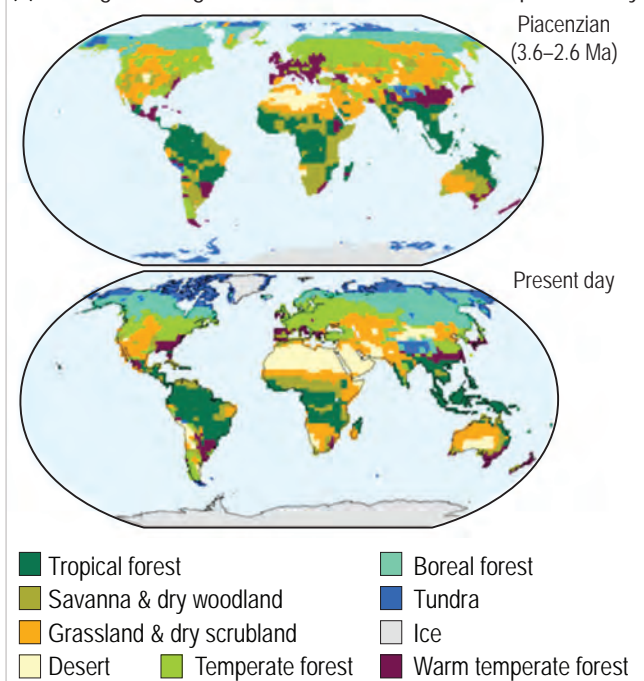 Piacenzian
(3.6–2.6 Ma)
Present day
Tropical forest
Boreal forest
Savanna & dry woodland
Tundra
Grassland & dry scrubland
Ice
Desert
Temperate forest
Warm temperate forest